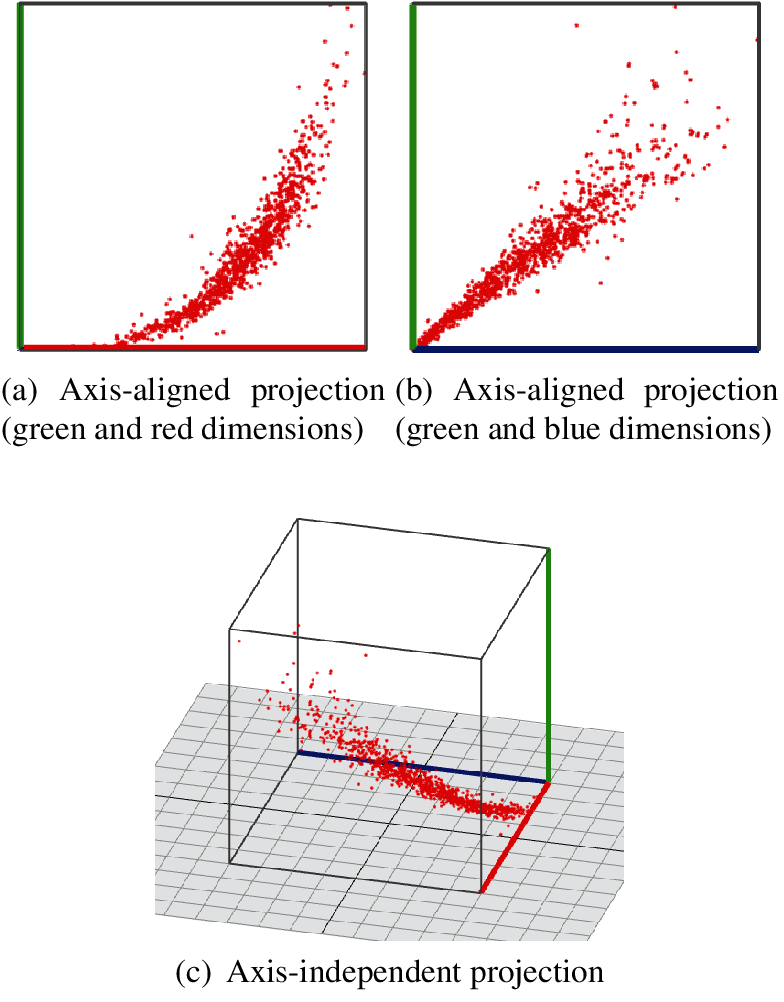 (a) Axis-aligned projection
(green and red dimensions)
(b) Axis-aligned projection
(green and blue dimensions)
(c) Axis-independent projection